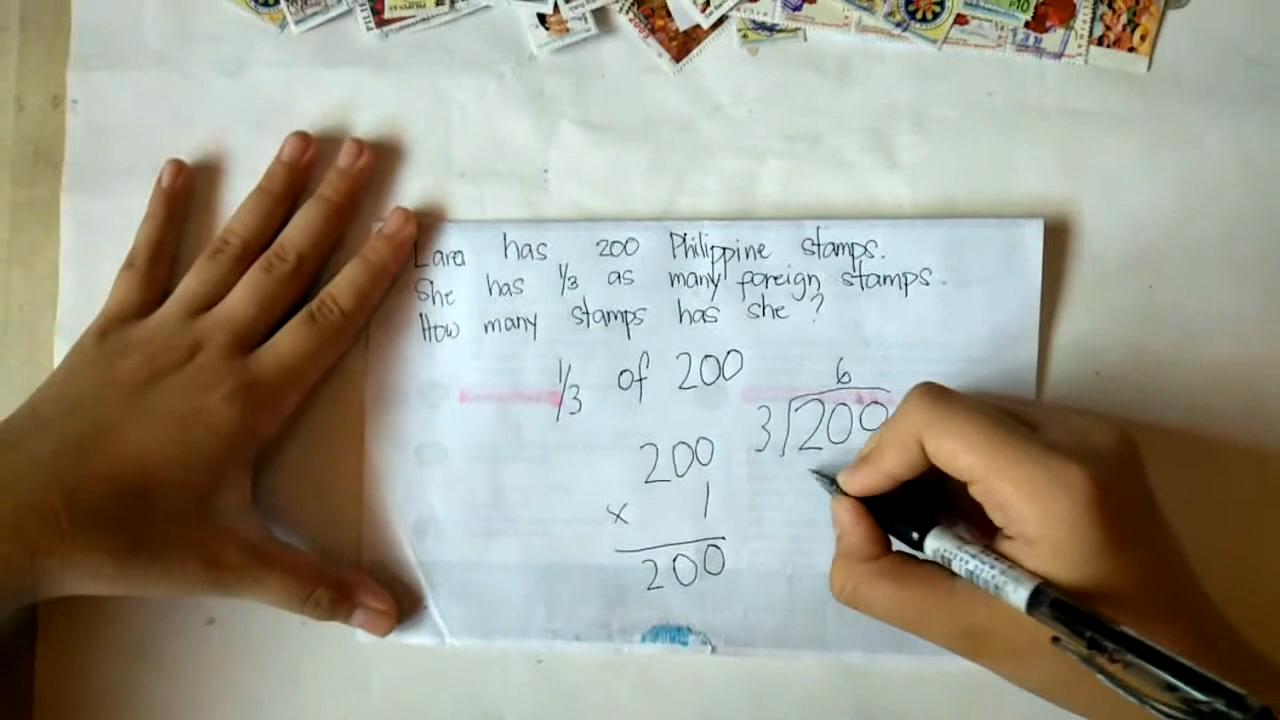 Lara has 200 Philippine stamps.
She has 1/3 as many foreign stamps.
How many stamps has she?
1/3 of 200
6
3 200
200
x 1
200
P10